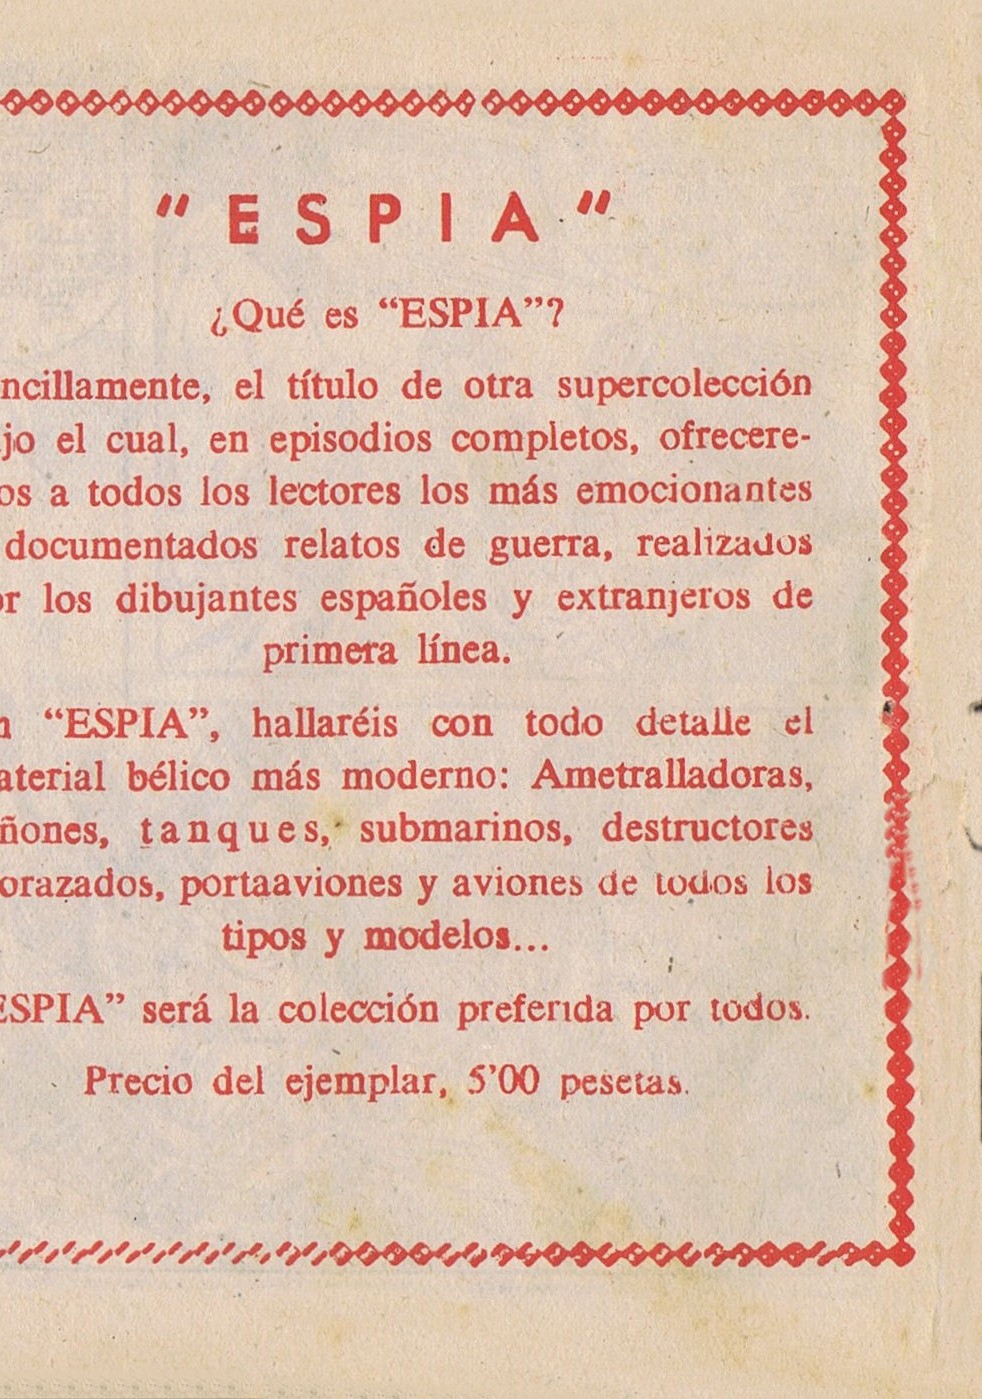 "ESPIA"
¿Qué es “ESPIA”?
ncillamente, el título de otra supercolección
jo el cual, en episodios completos, ofrecere-
os a todos los lectores los más emocionantes
documentados relatos de guerra, realizados
or los dibujantes españoles y extranjeros de
primera línea.
“ESPIA”, hallaréis con todo detalle el
aterial bélico más moderno: Ametralladoras,
ñones, tanques, submarinos, destructores
orazados, portaaviones y aviones de todos los
tipos y modelos...
ESPIA” será la colección preferida por todos.
Precio del ejemplar, 5’00 pesetas.